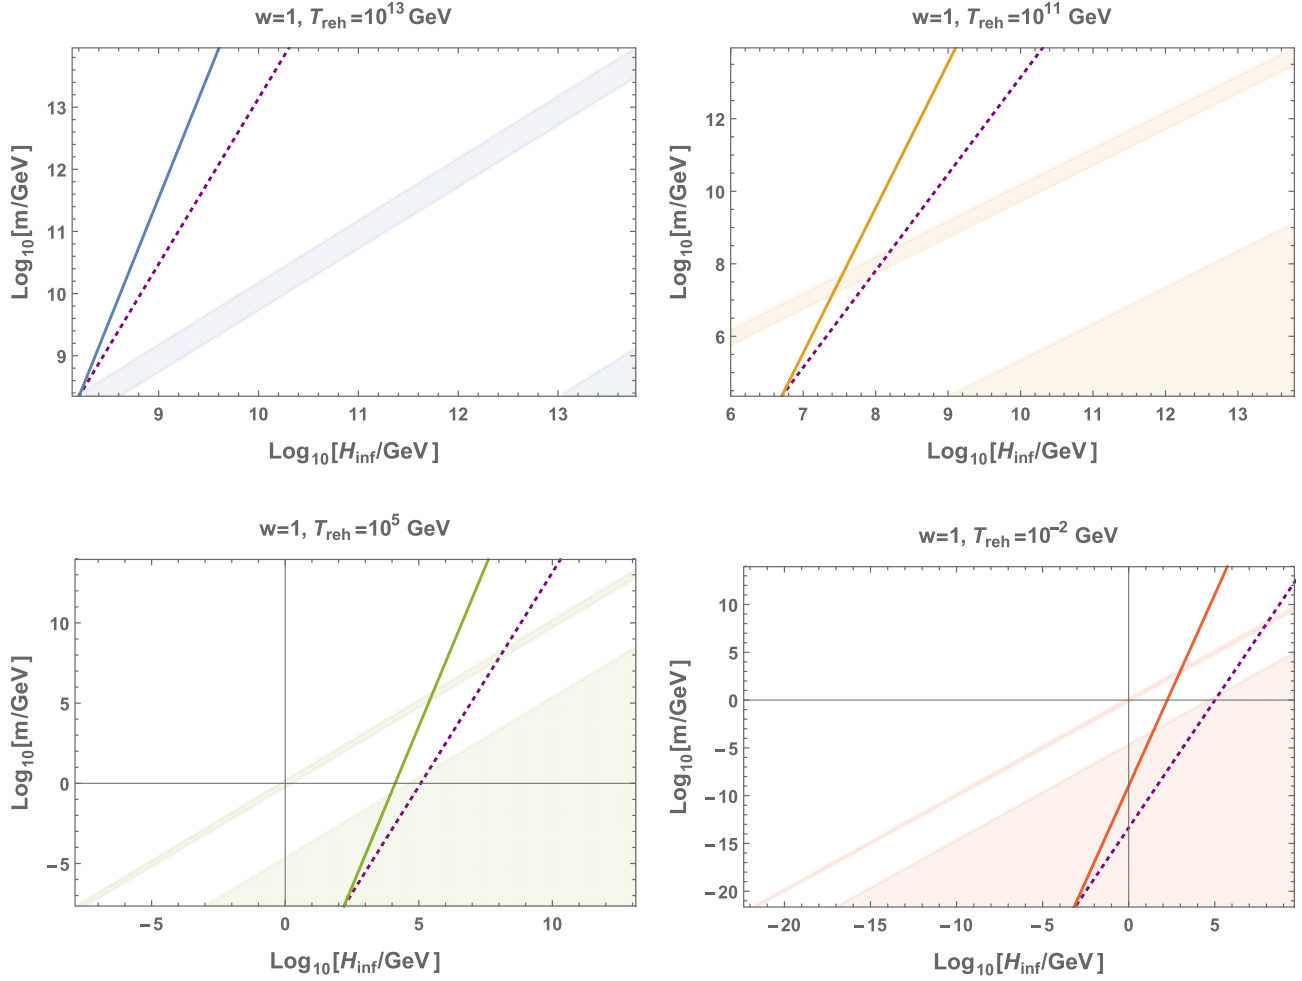 w=1, T_reh=10^13 GeV
13
12
11
10
9
Log10[m/GeV]
9 10 11 12 13
Log10[H_inf/GeV]
w=1, T_reh=10^11 GeV
12
10
8
6
Log10[m/GeV]
6 7 8 9 10 11 12 13
Log10[H_inf/GeV]
w=1, T_reh=10^5 GeV
10
5
0
−5
Log10[m/GeV]
−5 0 5 10
Log10[H_inf/GeV]
w=1, T_reh=10^−2 GeV
10
5
0
−5
−10
−15
−20
Log10[m/GeV]
−20 −15 −10 −5 0 5
Log10[H_inf/GeV]